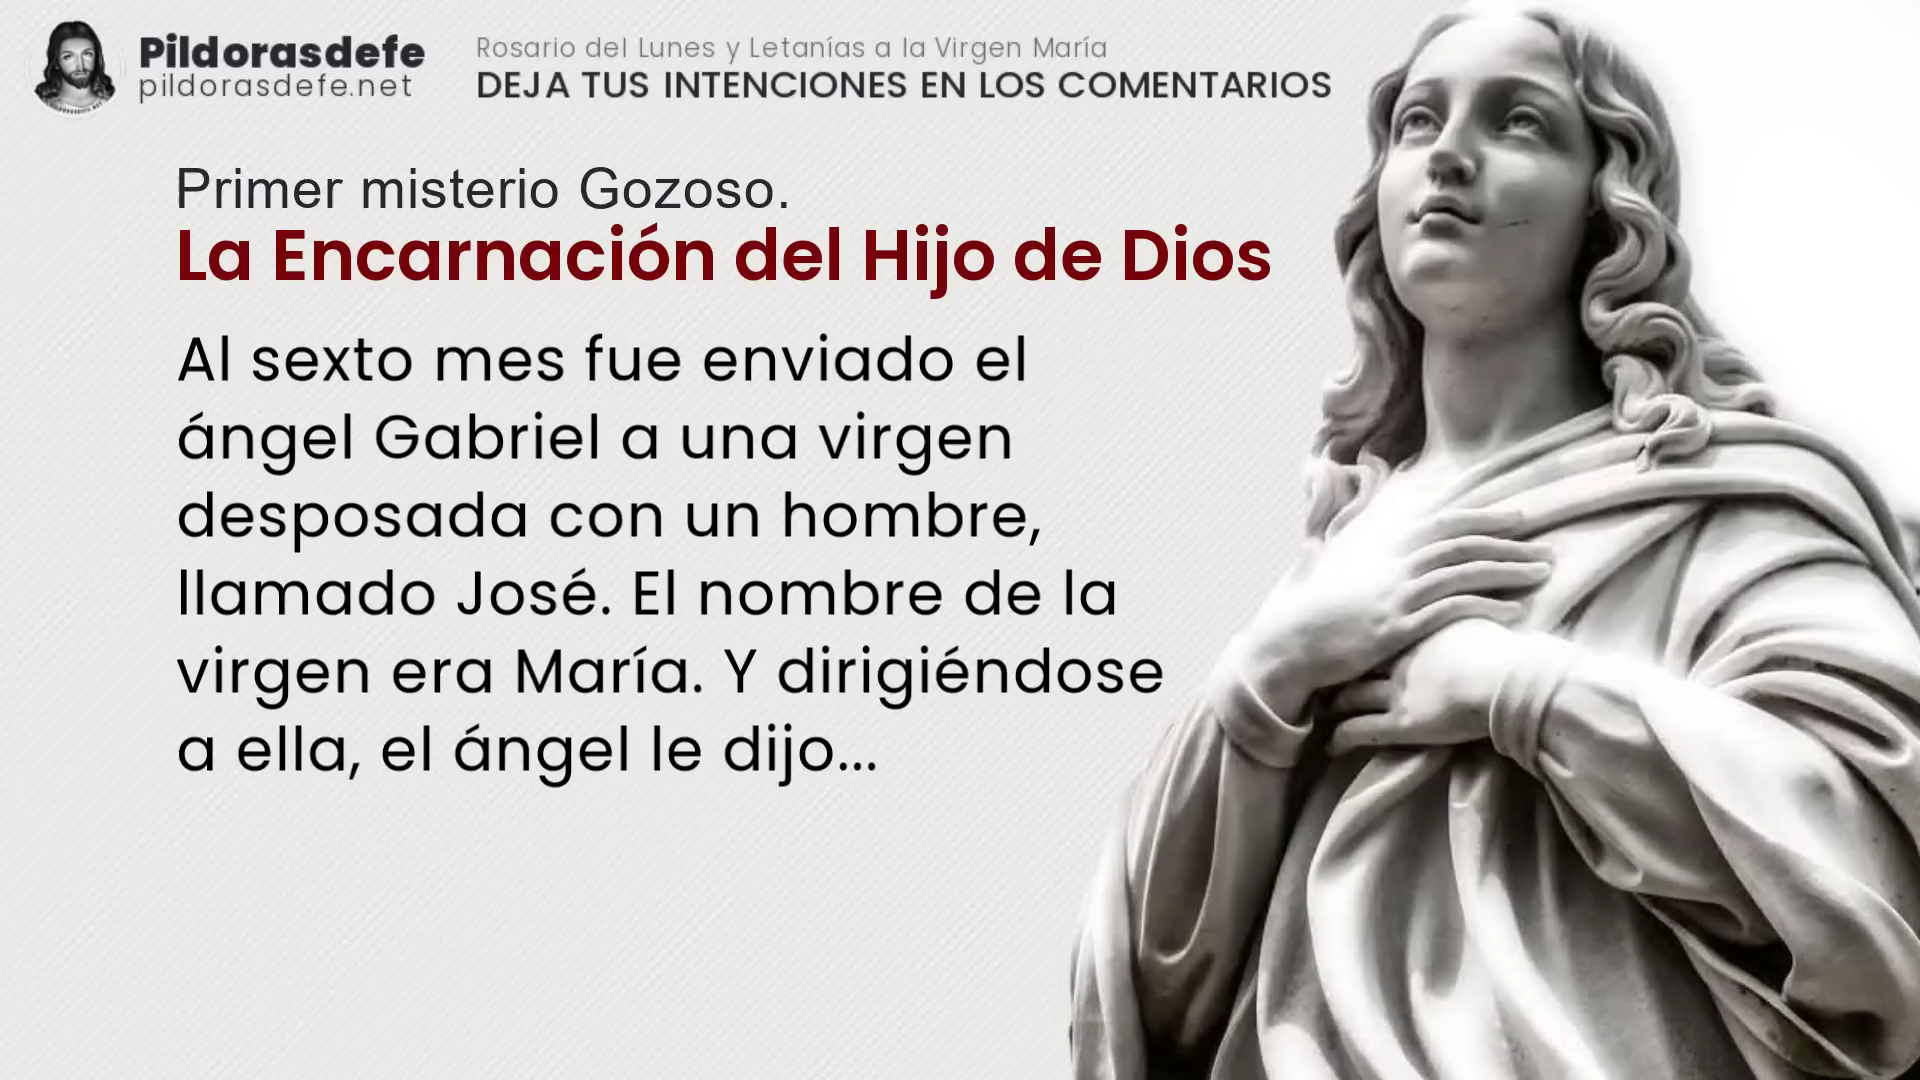 Pildorasdefe
pildorasdefe.net
Rosario del Lunes y Letanías a la Virgen María
DEJA TUS INTENCIONES EN LOS COMENTARIOS
Primer misterio Gozoso.
La Encarnación del Hijo de Dios
Al sexto mes fue enviado el
ángel Gabriel a una virgen
desposada con un hombre,
llamado José. El nombre de la
virgen era María. Y dirigiéndose
a ella, el ángel le dijo...